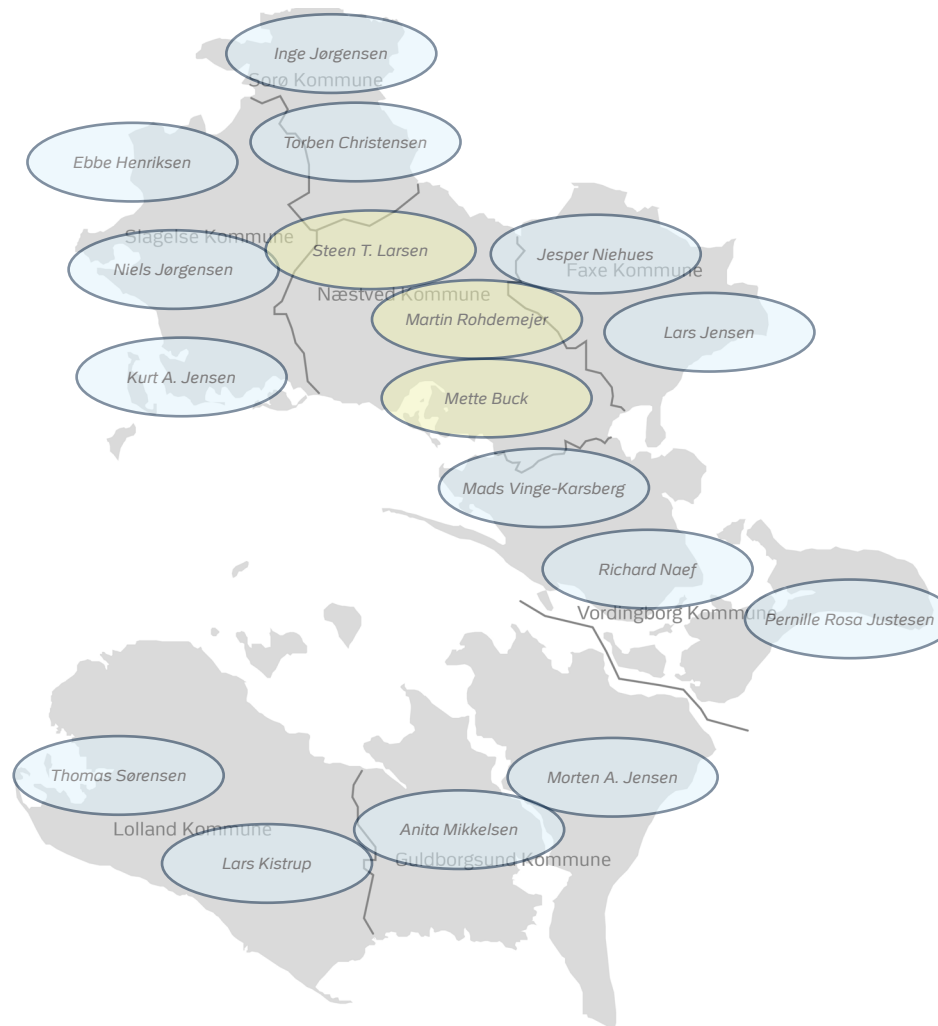 Inge Jørgensen
Sorø Kommune
Torben Christensen
Ebbe Henriksen
Slagelse Kommune
Steen T. Larsen
Jesper Niehues
Niels Jørgensen
Faxe Kommune
Næstved Kommune
Martin Rohdemejer
Lars Jensen
Kurt A. Jensen
Mette Buck
Mads Vinge-Karsberg
Richard Naef
Vordingborg Kommune
Pernille Rosa Justesen
Thomas Sørensen
Morten A. Jensen
Lolland Kommune
Anita Mikkelsen
Lars Kistrup
Guldborgsund Kommune